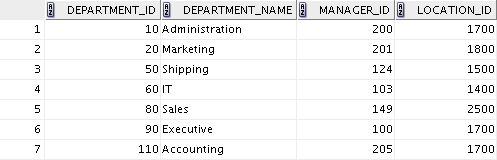 DEPARTMENT_ID DEPARTMENT_NAME MANAGER_ID LOCATION_ID
1 10 Administration 200 1700
2 20 Marketing 201 1800
3 50 Shipping 124 1500
4 60 IT 103 1400
5 80 Sales 149 2500
6 90 Executive 100 1700
7 110 Accounting 205 1700